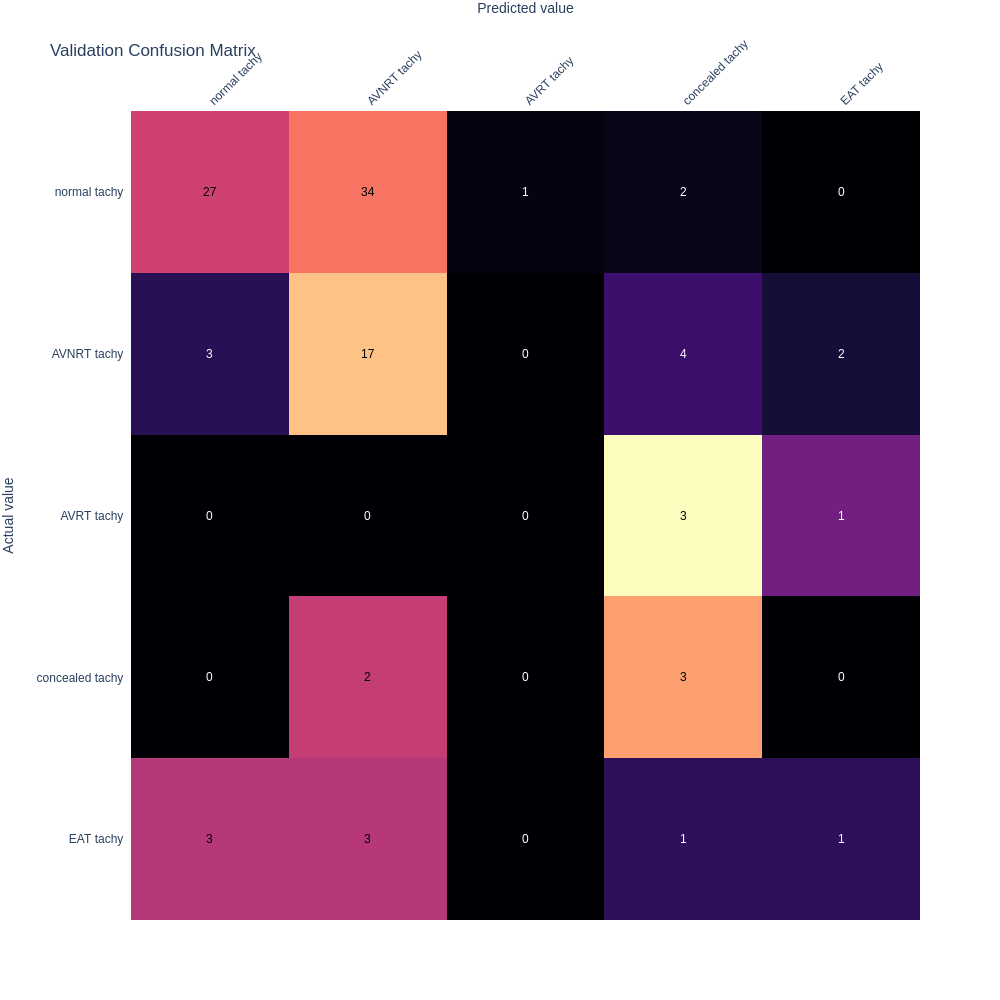 Predicted value
Validation Confusion Matrix
normal tachy
AVNRT tachy
AVRT tachy
concealed tachy
EAT tachy
normal tachy 27 34 1 2 0
AVNRT tachy 3 17 0 4 2
AVRT tachy 0 0 0 3 1
Actual value
concealed tachy 0 2 0 3 0
EAT tachy 3 3 0 1 1